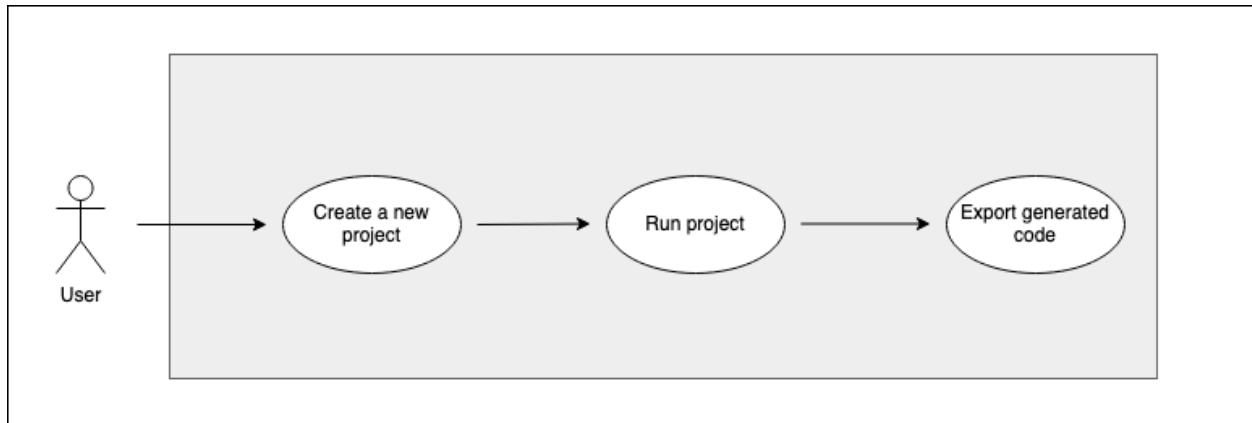 Create a new
project
Run project
Export generated
code
User